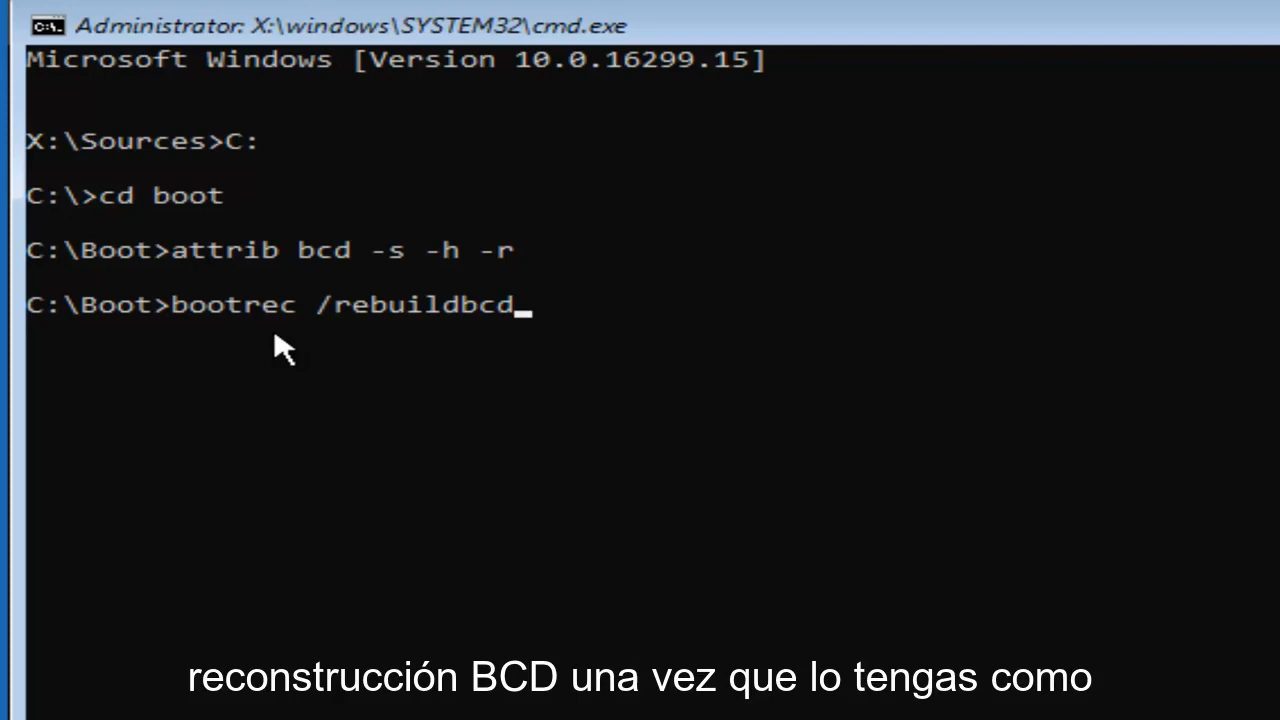 Administrator: X:\windows\SYSTEM32\cmd.exe
Microsoft Windows [Version 10.0.16299.15]
X:\Sources>C:
C:\>cd boot
C:\Boot>attrib bcd -s -h -r
C:\Boot>bootrec /rebuildbcd_
reconstrucción BCD una vez que lo tengas como